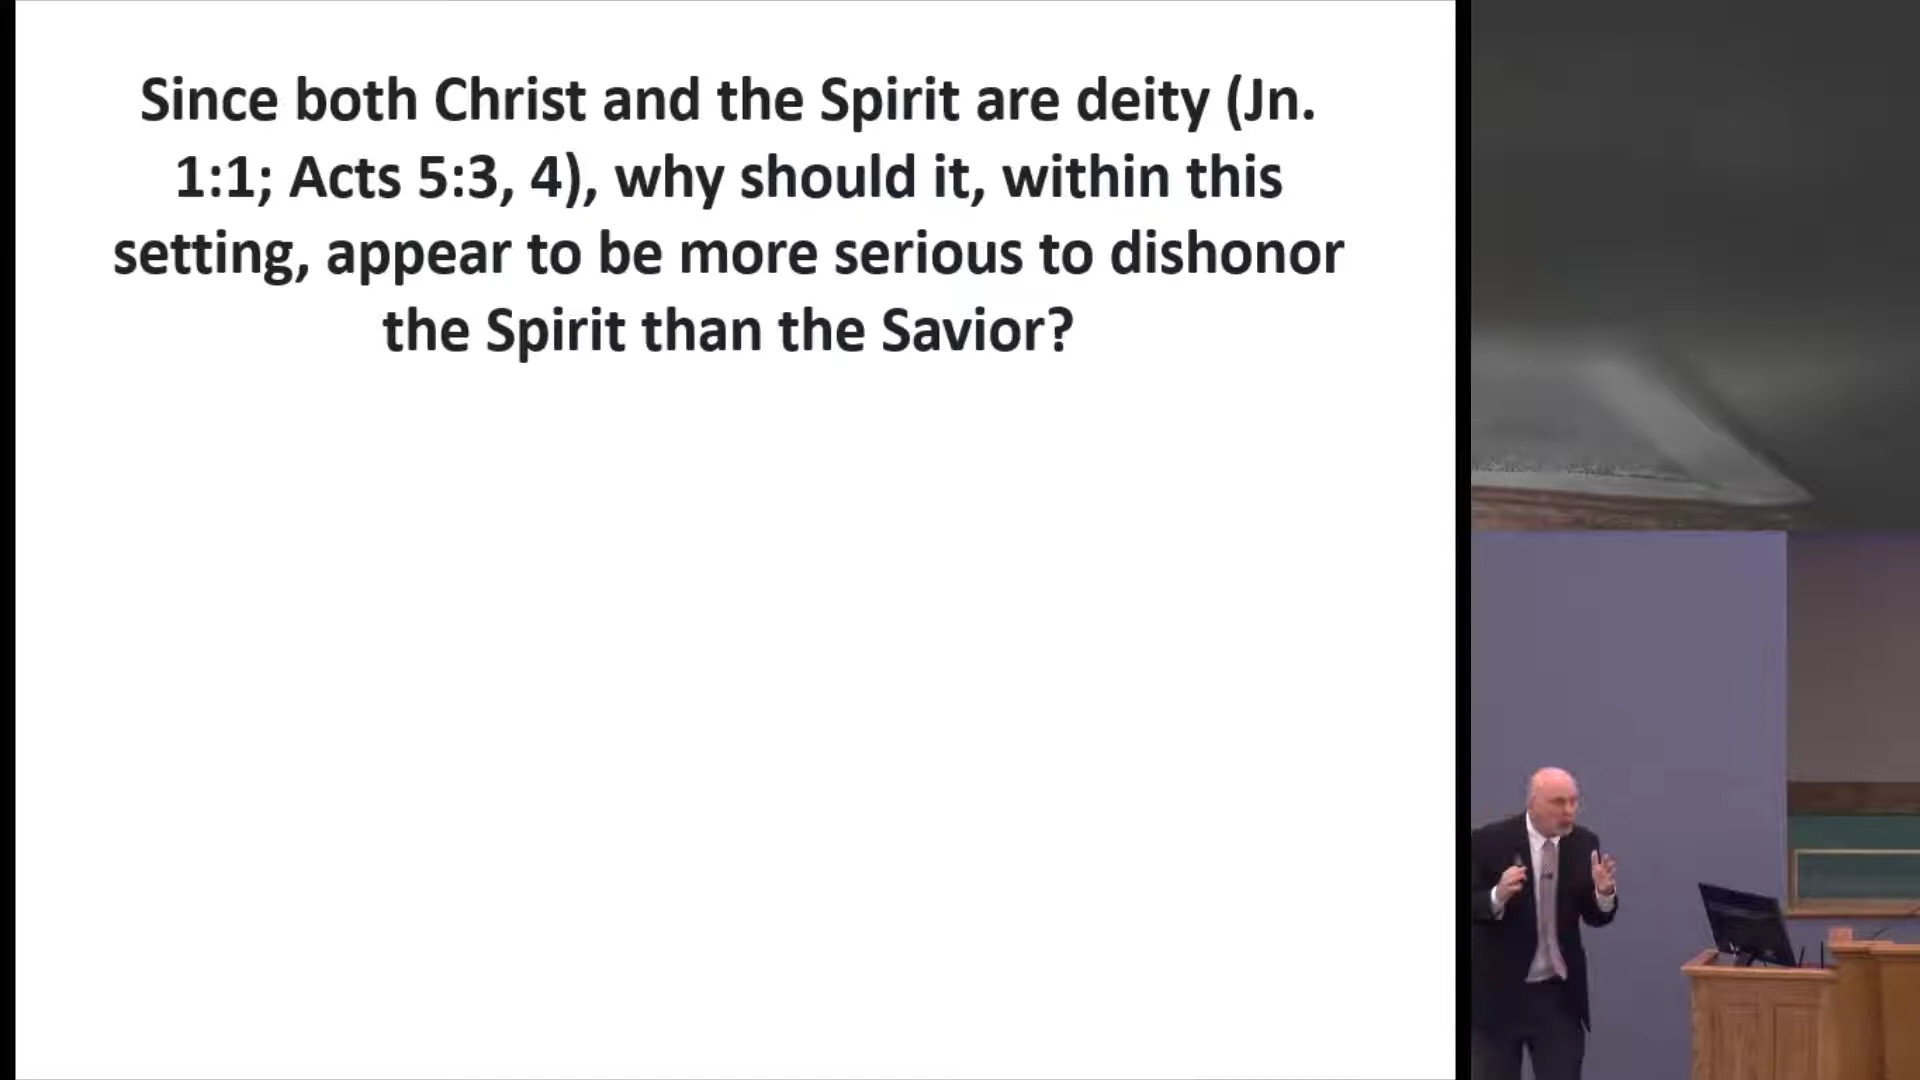 Since both Christ and the Spirit are deity (Jn.
1:1; Acts 5:3, 4), why should it, within this
setting, appear to be more serious to dishonor
the Spirit than the Savior?